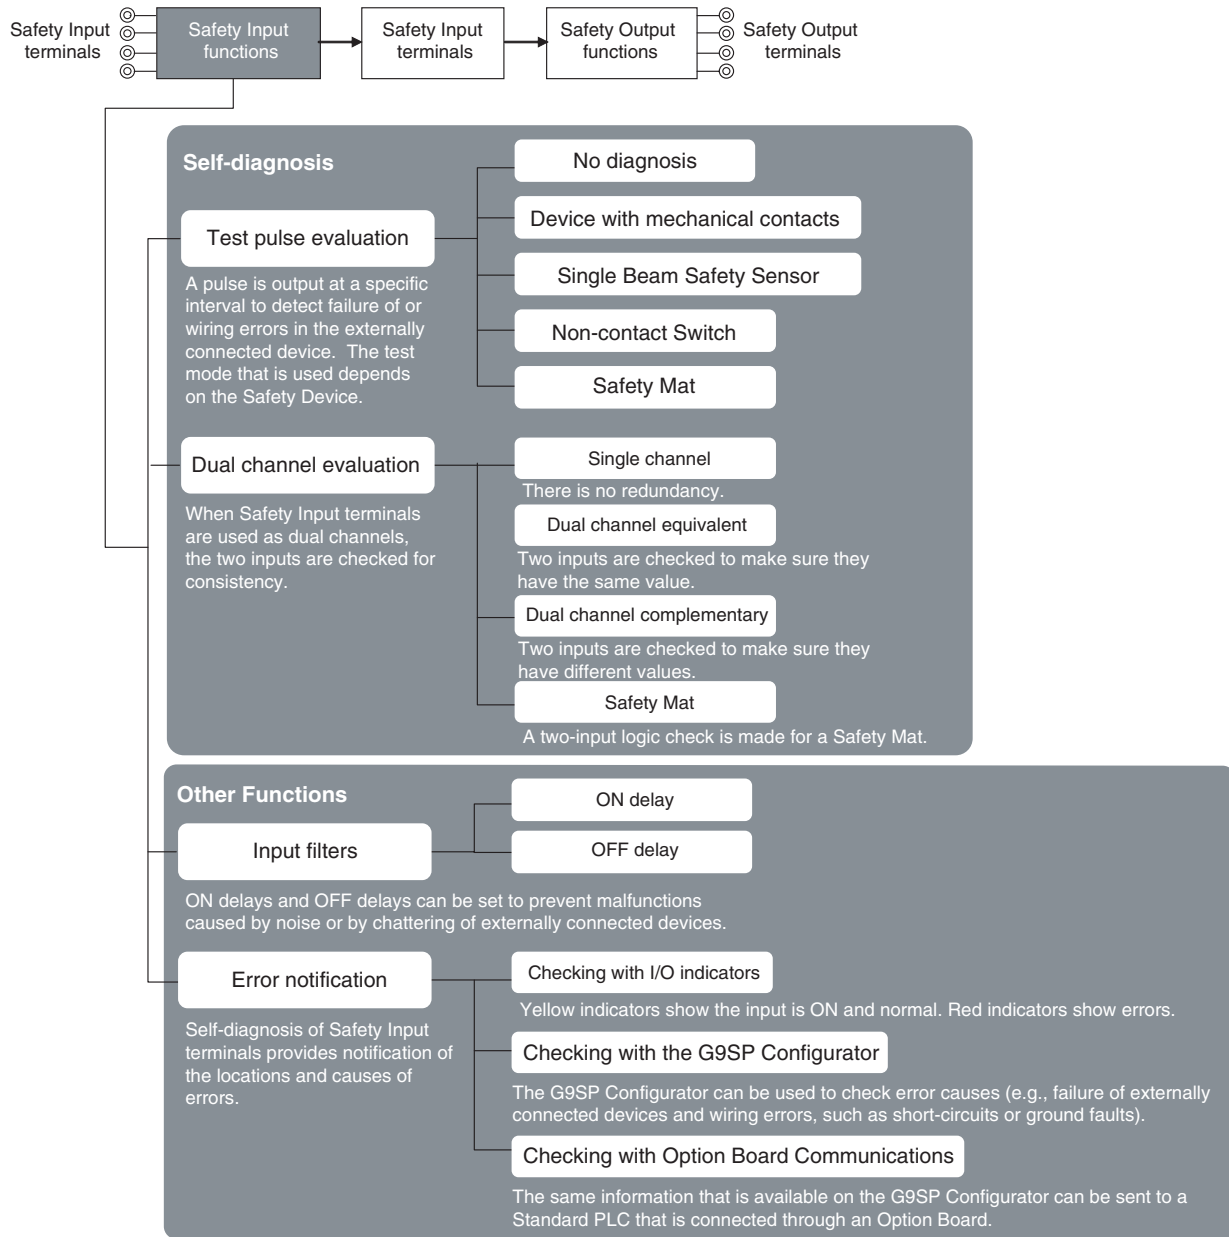 Safety Input
terminals
Safety Input
functions
Safety Input
terminals
Safety Output
functions
Safety Output
terminals
Self-diagnosis
Test pulse evaluation
A pulse is output at a specific
interval to detect failure of or
wiring errors in the externally
connected device. The test
mode that is used depends
on the Safety Device.
No diagnosis
Device with mechanical contacts
Single Beam Safety Sensor
Non-contact Switch
Safety Mat
Dual channel evaluation
When Safety Input terminals
are used as dual channels,
the two inputs are checked for
consistency.
Single channel
There is no redundancy.
Dual channel equivalent
Two inputs are checked to make sure they
have the same value.
Dual channel complementary
Two inputs are checked to make sure they
have different values.
Safety Mat
A two-input logic check is made for a Safety Mat.
Other Functions
Input filters
ON delay
OFF delay
ON delays and OFF delays can be set to prevent malfunctions
caused by noise or by chattering of externally connected devices.
Error notification
Self-diagnosis of Safety Input
terminals provides notification of
the locations and causes of
errors.
Checking with I/O indicators
Yellow indicators show the input is ON and normal. Red indicators show errors.
Checking with the G9SP Configurator
The G9SP Configurator can be used to check error causes (e.g., failure of externally
connected devices and wiring errors, such as short-circuits or ground faults).
Checking with Option Board Communications
The same information that is available on the G9SP Configurator can be sent to a
Standard PLC that is connected through an Option Board.